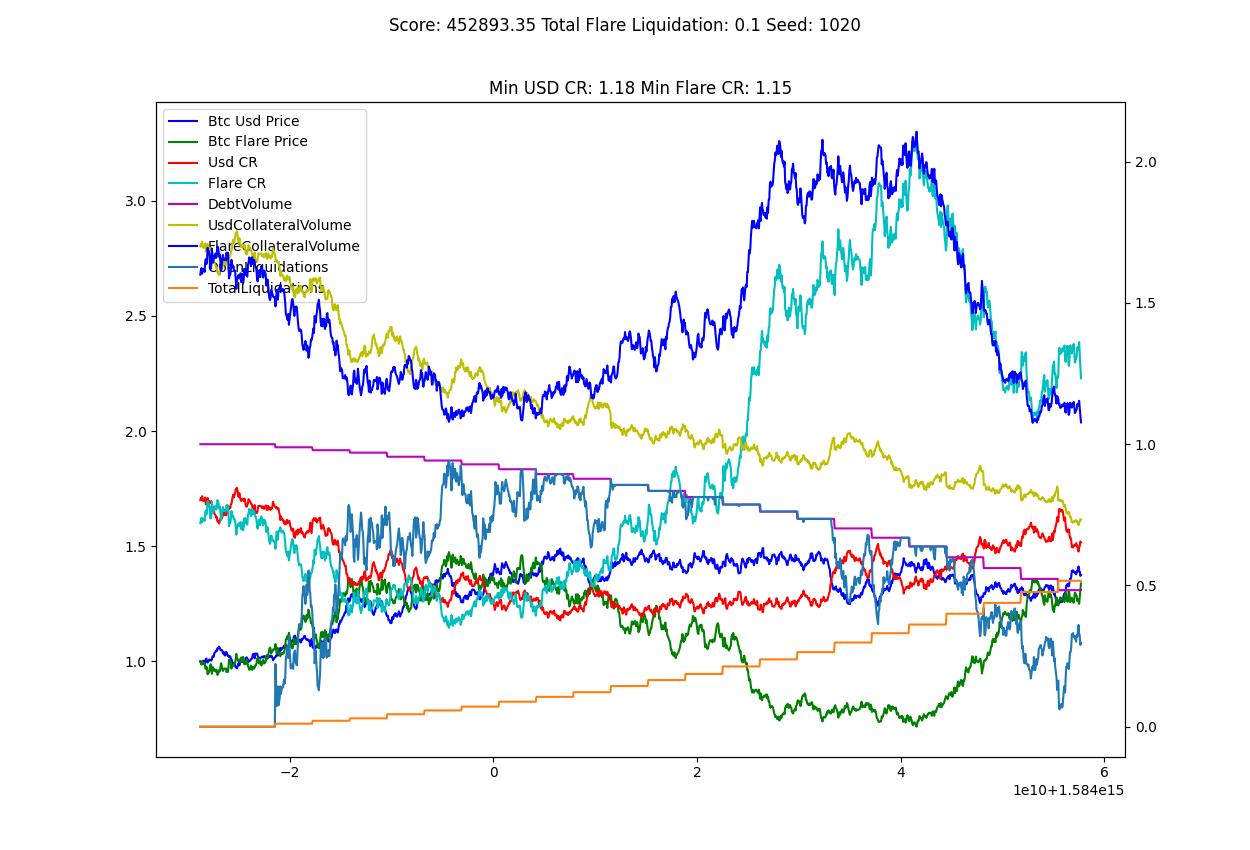 Score: 452893.35 Total Flare Liquidation: 0.1 Seed: 1020
Min USD CR: 1.18 Min Flare CR: 1.15
Btc Usd Price
Btc Flare Price
Usd CR
Flare CR
DebtVolume
UsdCollateralVolume
FlareCollateralVolume
OpenLiquidations
TotalLiquidations
3.0
2.5
2.0
1.5
1.0
2.0
1.5
1.0
0.5
0.0
−2
0
2
4
6
1e10+1.584e15